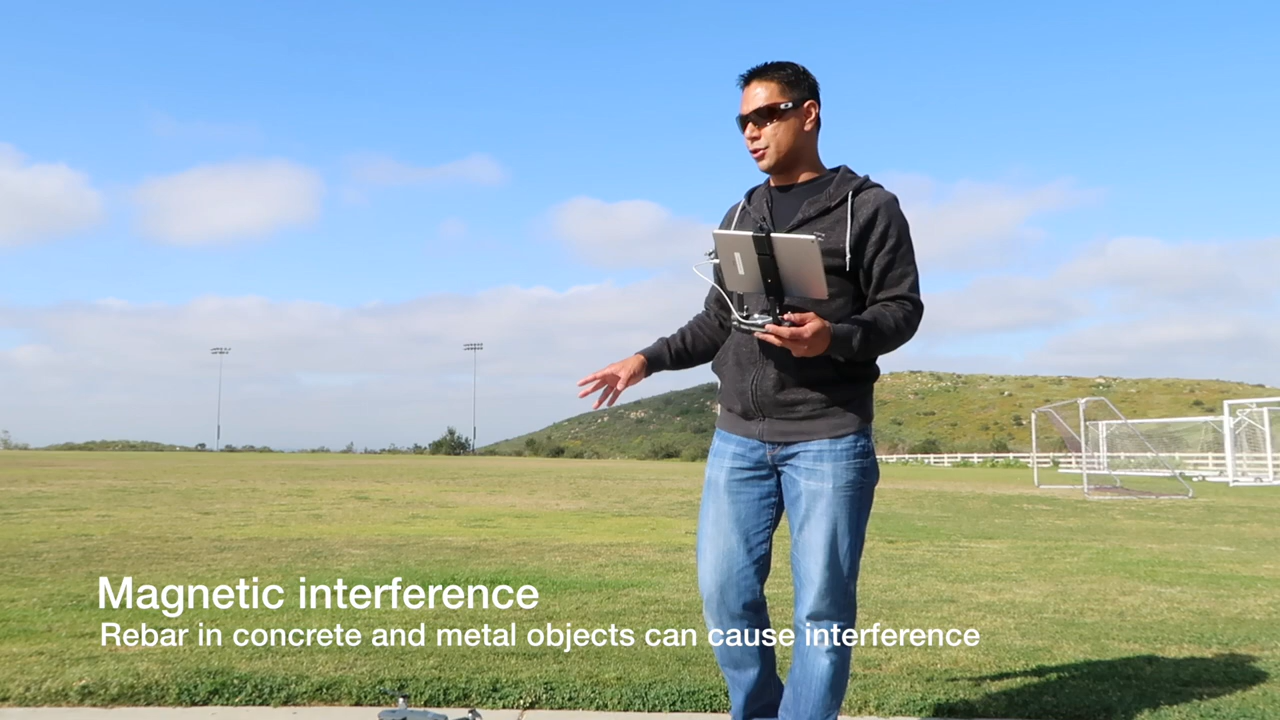 Magnetic interference
Rebar in concrete and metal objects can cause interference